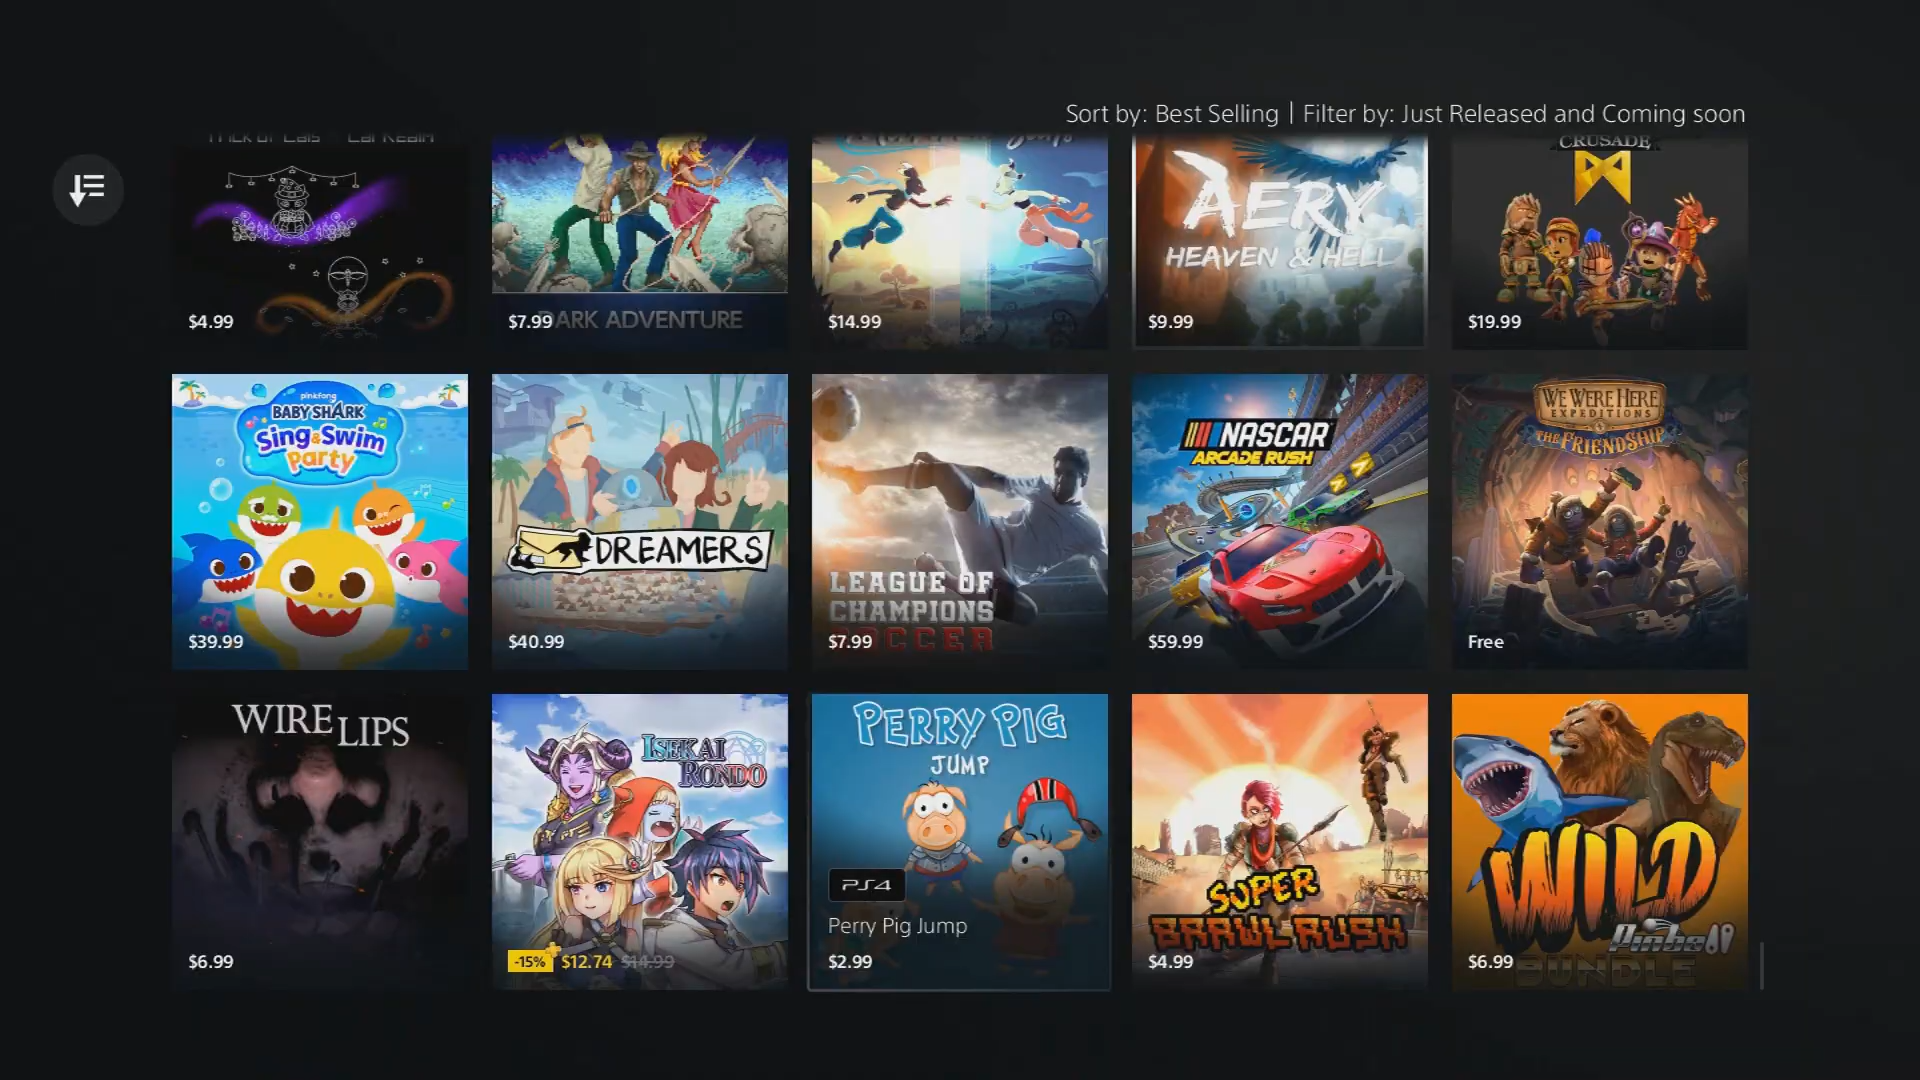 Sort by: Best Selling | Filter by: Just Released and Coming soon
$4.99
DARK ADVENTURE
$7.99
$14.99
AERY
HEAVEN & HELL
$9.99
CRUSADE
$19.99
pinkfong
BABY SHARK
Sing & Swim
Party
$39.99
DREAMERS
$40.99
LEAGUE OF
CHAMPIONS
SOCCER
$7.99
NASCAR
ARCADE RUSH
$59.99
WE WERE HERE
EXPEDITIONS
THE FRIENDSHIP
Free
WIRE LIPS
$6.99
ISEKAI
RONDO
-15% $12.74 $14.99
PERRY PIG
JUMP
PS4
Perry Pig Jump
$2.99
SUPER
BRAWL RUSH
$4.99
WILD
Pinball
BUNDLE
$6.99